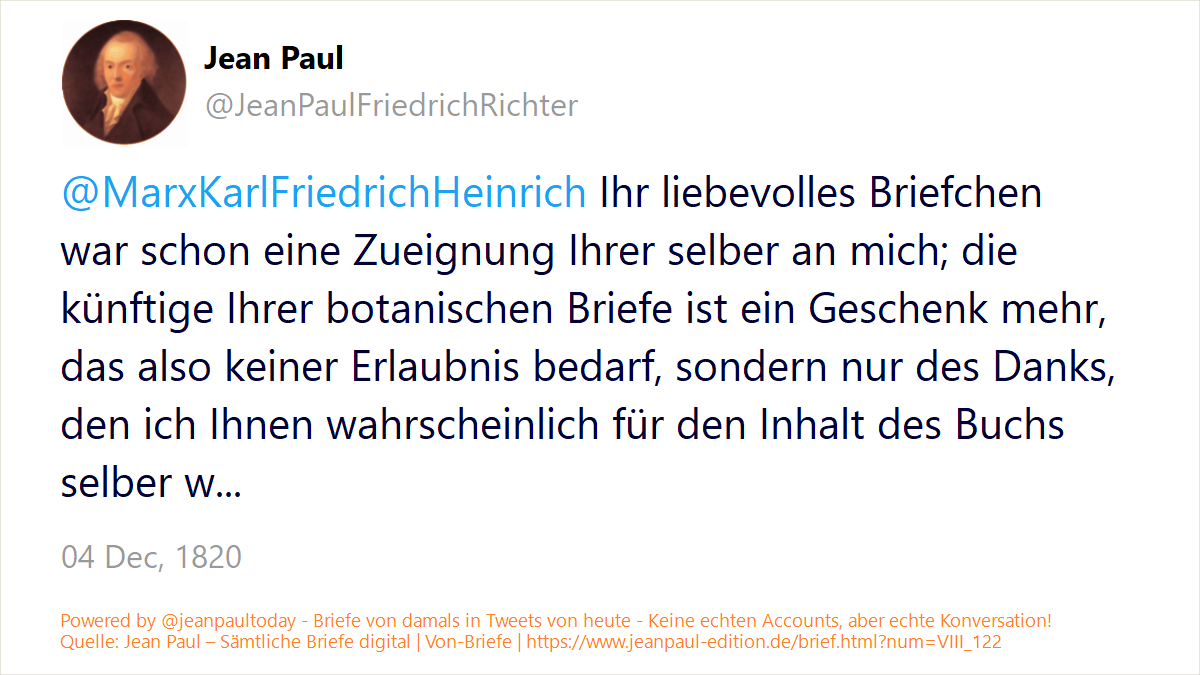 Jean Paul
@JeanPaulFriedrichRichter
@MarxKarlFriedrichHeinrich Ihr liebevolles Briefchen
war schon eine Zueignung Ihrer selber an mich; die
künftige Ihrer botanischen Briefe ist ein Geschenk mehr,
das also keiner Erlaubnis bedarf, sondern nur des Danks,
den ich Ihnen wahrscheinlich für den Inhalt des Buchs
selber w...
04 Dec, 1820
Powered by @jeanpaultoday - Briefe von damals in Tweets von heute - Keine echten Accounts, aber echte Konversation!
Quelle: Jean Paul – Sämtliche Briefe digital | Von-Briefe | https://www.jeanpaul-edition.de/brief.html?num=VIII_122